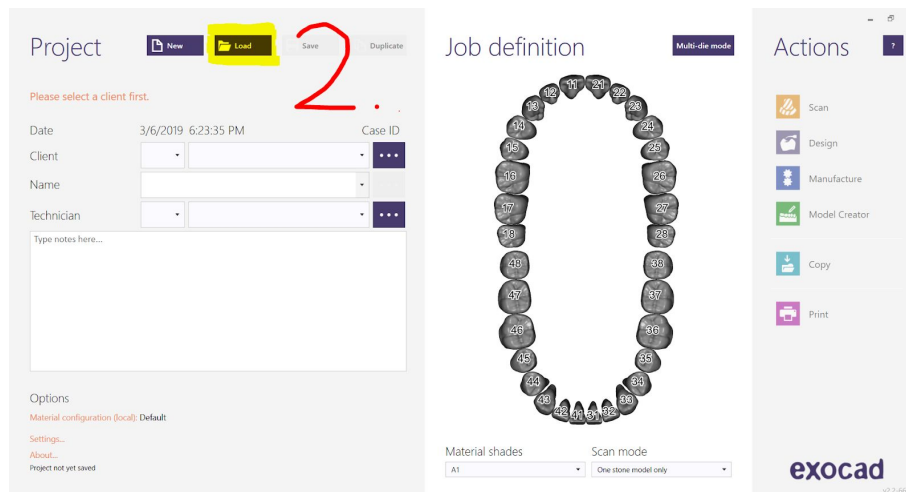 Project
New
Load
Save
Duplicate
2.
Please select a client first.
Date 3/6/2019 6:23:35 PM Case ID
Client
Name
Technician
Type notes here...
Options
Material configuration (local): Default
Settings...
About...
Project not yet saved
Job definition
Multi-die mode
11 21
12 22
13 23
14 24
15 25
16 26
17 27
18 28
48 38
47 37
46 36
45 35
44 34
43 33
42 41 31 32
Material shades Scan mode
A1 One stone model only
Actions ?
Scan
Design
Manufacture
Model Creator
Copy
Print
exocad